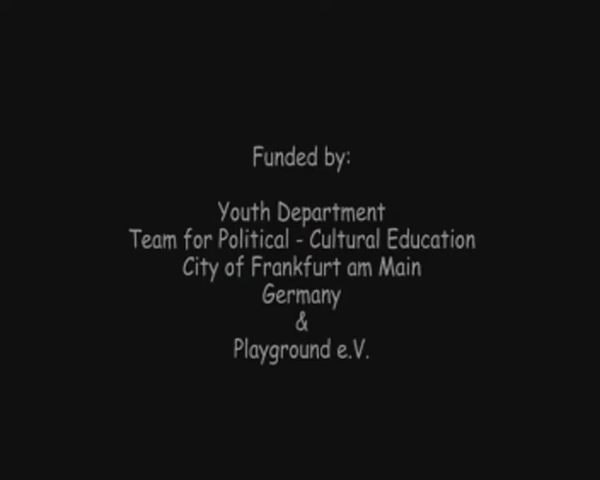 Funded by:
Youth Department
Team for Political - Cultural Education
City of Frankfurt am Main
Germany
&
Playground e.V.